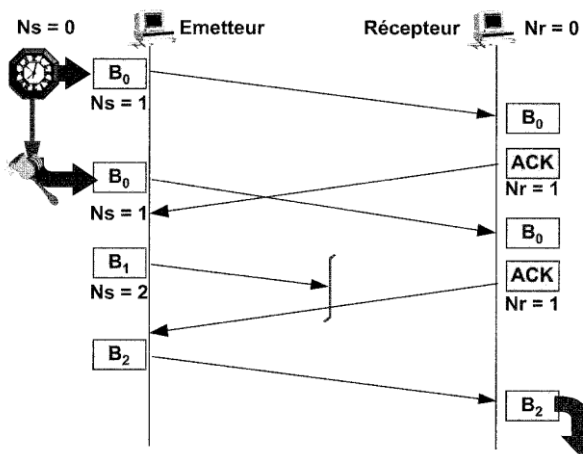 Ns = 0 Emetteur Récepteur Nr = 0
B0
Ns = 1
B0
ACK
Nr = 1
B0
Ns = 1
B0
B1
Ns = 2
ACK
Nr = 1
B2
B2